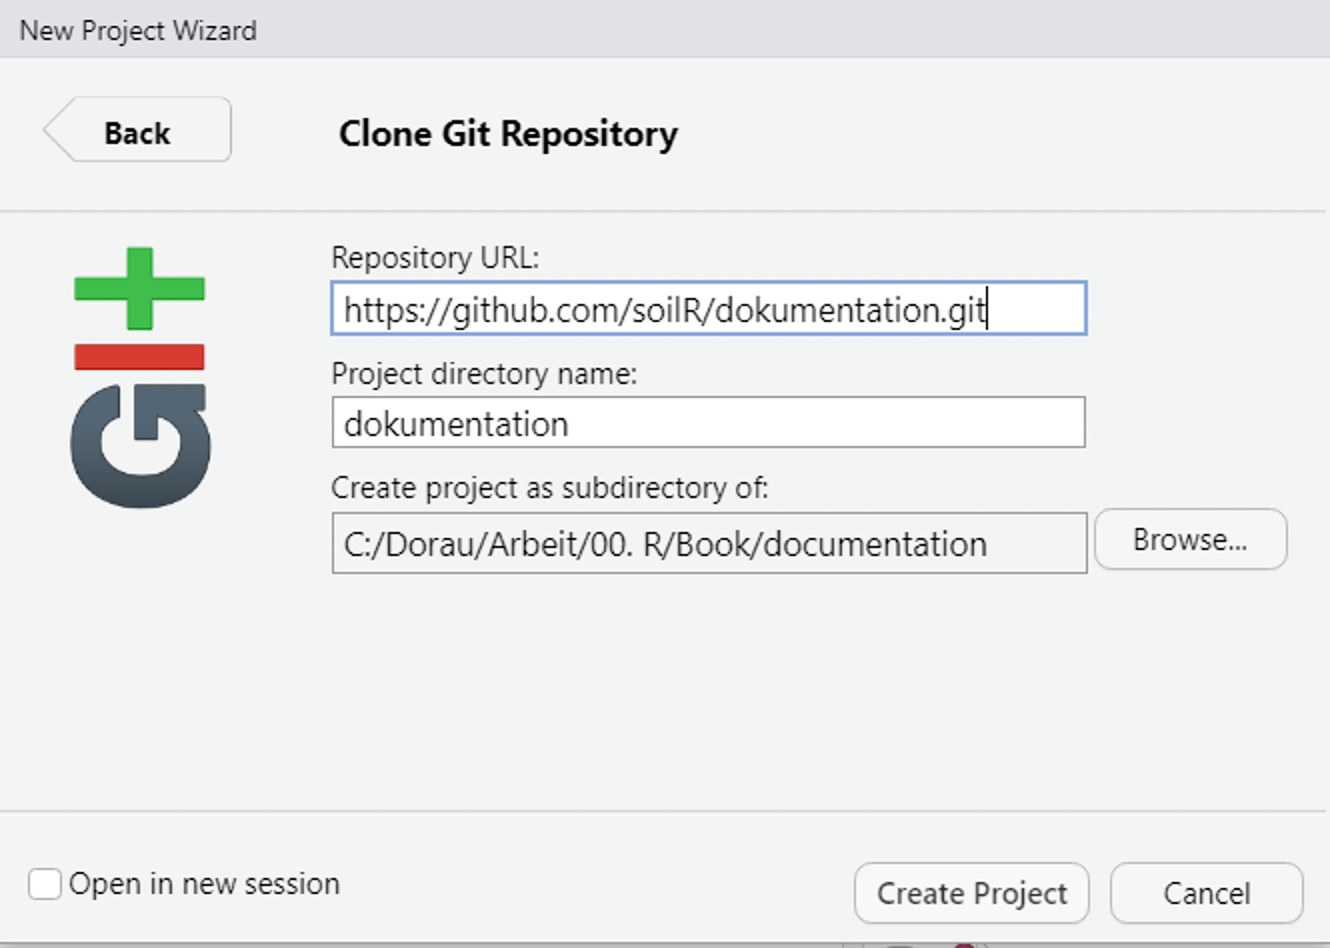 New Project Wizard
Back
Clone Git Repository
GIT
Repository URL:
https://github.com/soilR/dokumentation.git
Project directory name:
dokumentation
Create project as subdirectory of:
C:/Dorau/Arbeit/00. R/Book/documentation
Browse...
Open in new session
Create Project
Cancel